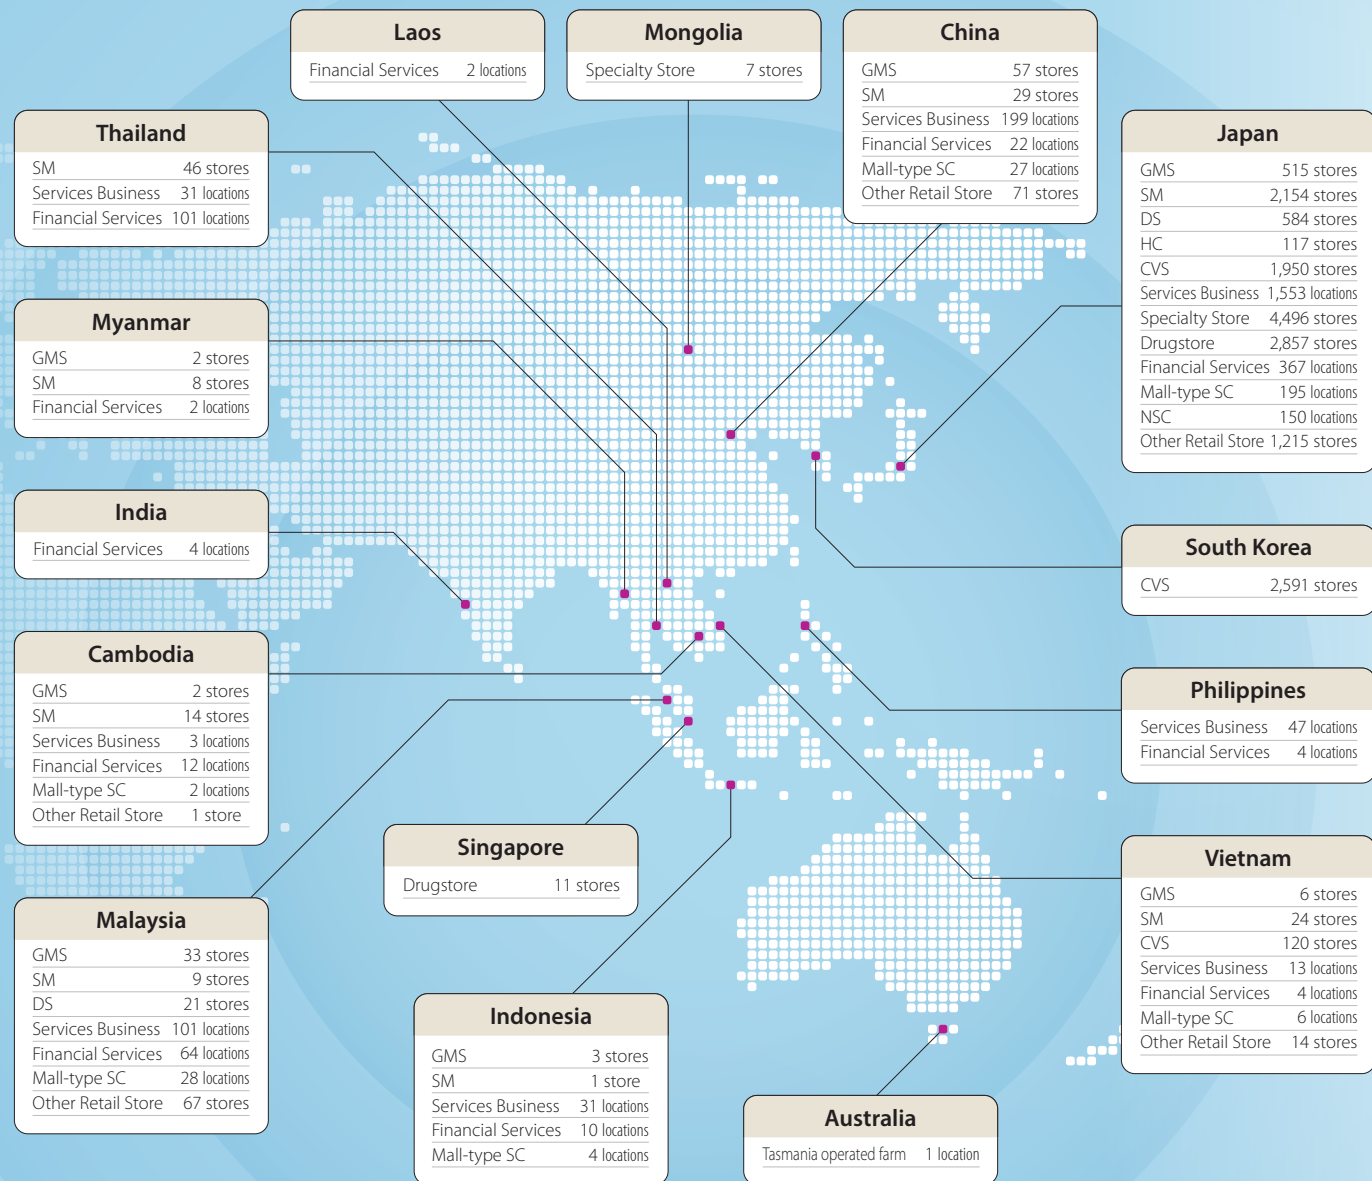 Laos
Financial Services 2 locations
Mongolia
Specialty Store 7 stores
China
GMS 57 stores
SM 29 stores
Services Business 199 locations
Financial Services 22 locations
Mall-type SC 27 locations
Other Retail Store 71 stores
Thailand
SM 46 stores
Services Business 31 locations
Financial Services 101 locations
Japan
GMS 515 stores
SM 2,154 stores
DS 584 stores
HC 117 stores
CVS 1,950 stores
Services Business 1,553 locations
Specialty Store 4,496 stores
Drugstore 2,857 stores
Financial Services 367 locations
Mall-type SC 195 locations
NSC 150 locations
Other Retail Store 1,215 stores
Myanmar
GMS 2 stores
SM 8 stores
Financial Services 2 locations
India
Financial Services 4 locations
South Korea
CVS 2,591 stores
Cambodia
GMS 2 stores
SM 14 stores
Services Business 3 locations
Financial Services 12 locations
Mall-type SC 2 locations
Other Retail Store 1 store
Philippines
Services Business 47 locations
Financial Services 4 locations
Singapore
Drugstore 11 stores
Vietnam
GMS 6 stores
SM 24 stores
CVS 120 stores
Services Business 13 locations
Financial Services 4 locations
Mall-type SC 6 locations
Other Retail Store 14 stores
Malaysia
GMS 33 stores
SM 9 stores
DS 21 stores
Services Business 101 locations
Financial Services 64 locations
Mall-type SC 28 locations
Other Retail Store 67 stores
Indonesia
GMS 3 stores
SM 1 store
Services Business 31 locations
Financial Services 10 locations
Mall-type SC 4 locations
Australia
Tasmania operated farm 1 location